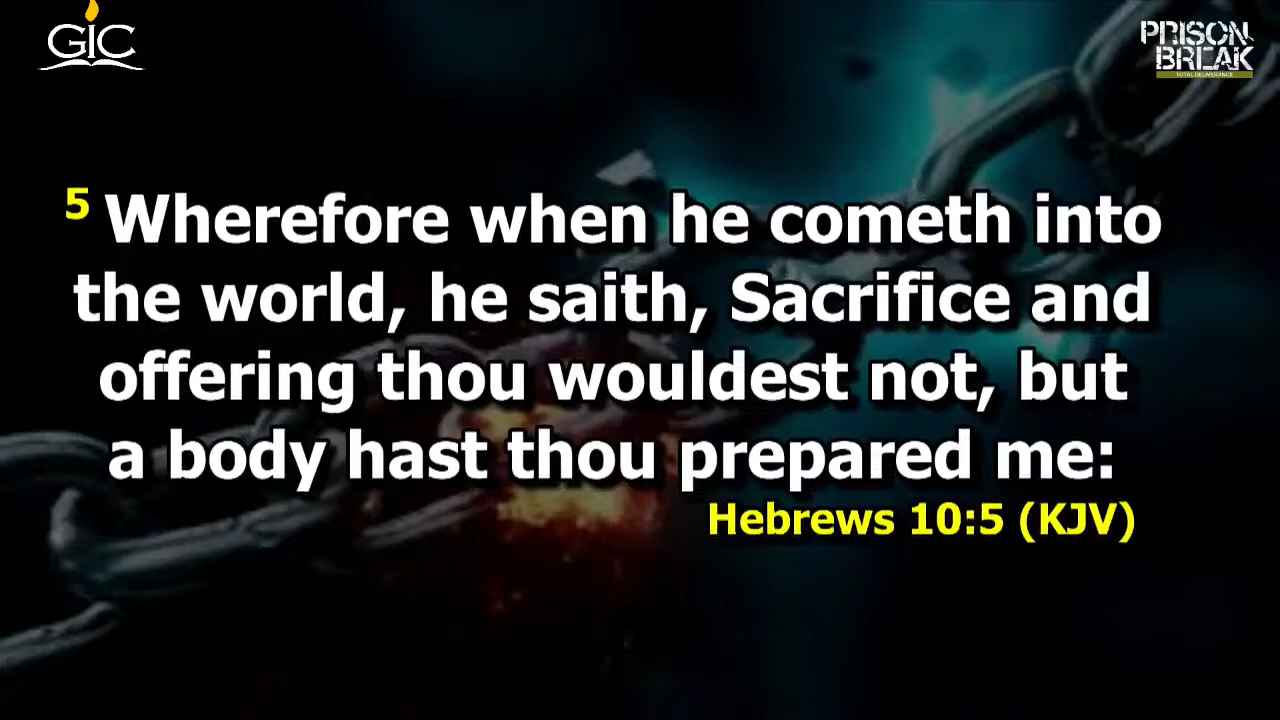 GIC
PRISON
BREAK
TOTAL DELIVERANCE
5 Wherefore when he cometh into
the world, he saith, Sacrifice and
offering thou wouldest not, but
a body hast thou prepared me:
Hebrews 10:5 (KJV)